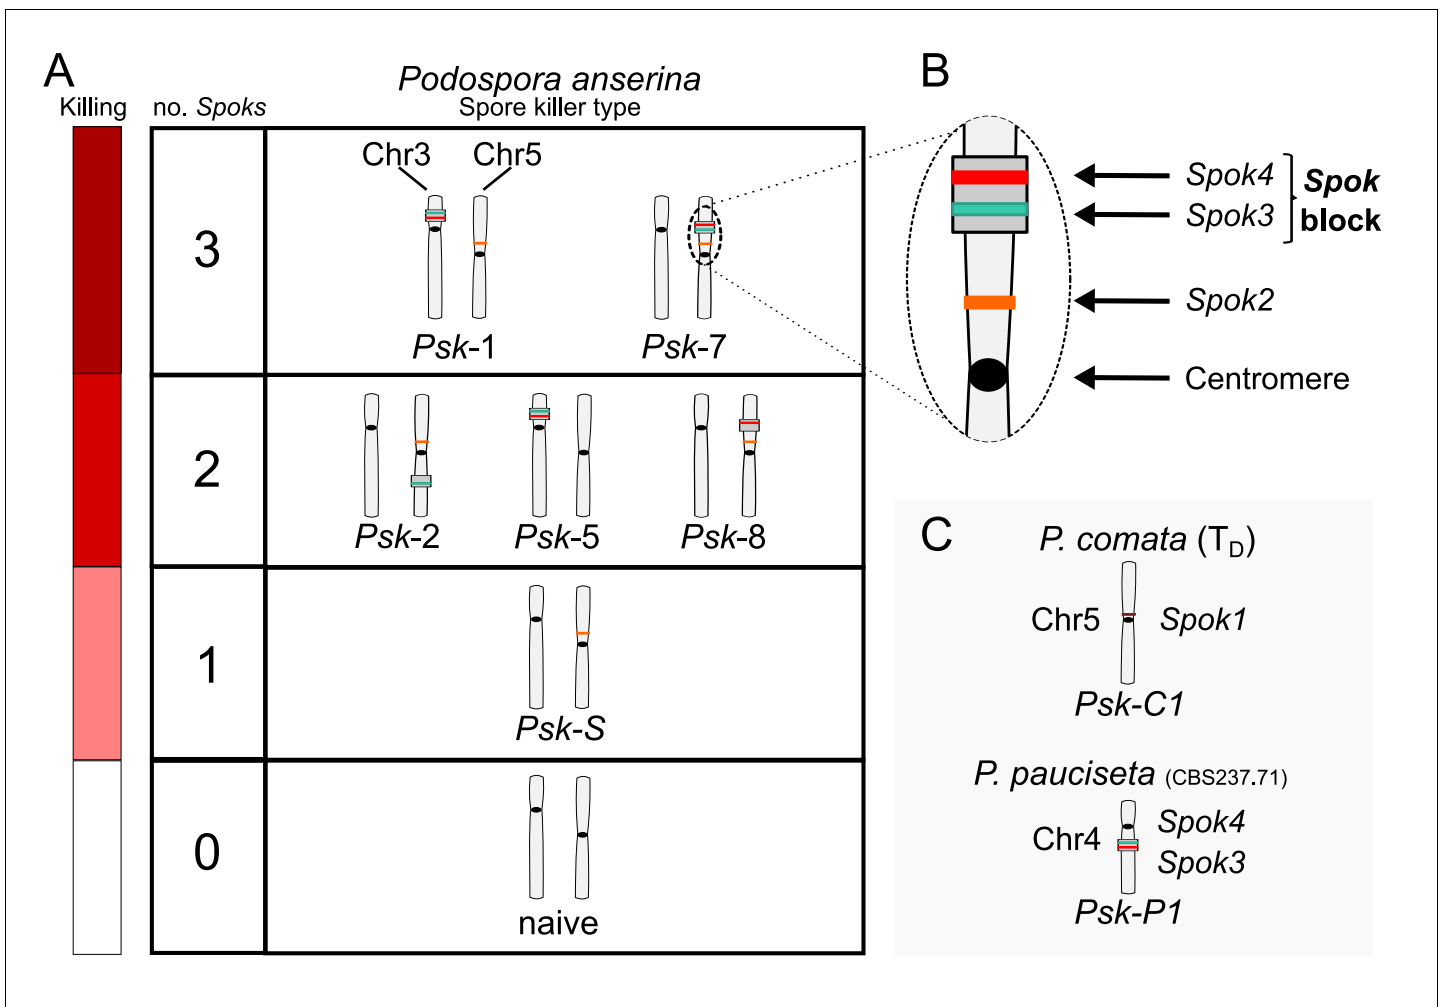 A
Podospora anserina
Killing
no. Spoks
Spore killer type
3
Chr3
Chr5
Psk-1
Psk-7
2
Psk-2
Psk-5
Psk-8
1
Psk-S
0
naive
B
Spok4
Spok3
Spok
block
Spok2
Centromere
C
P. comata (TD)
Chr5
Spok1
Psk-C1
P. pauciseta (CBS237.71)
Chr4
Spok4
Spok3
Psk-P1